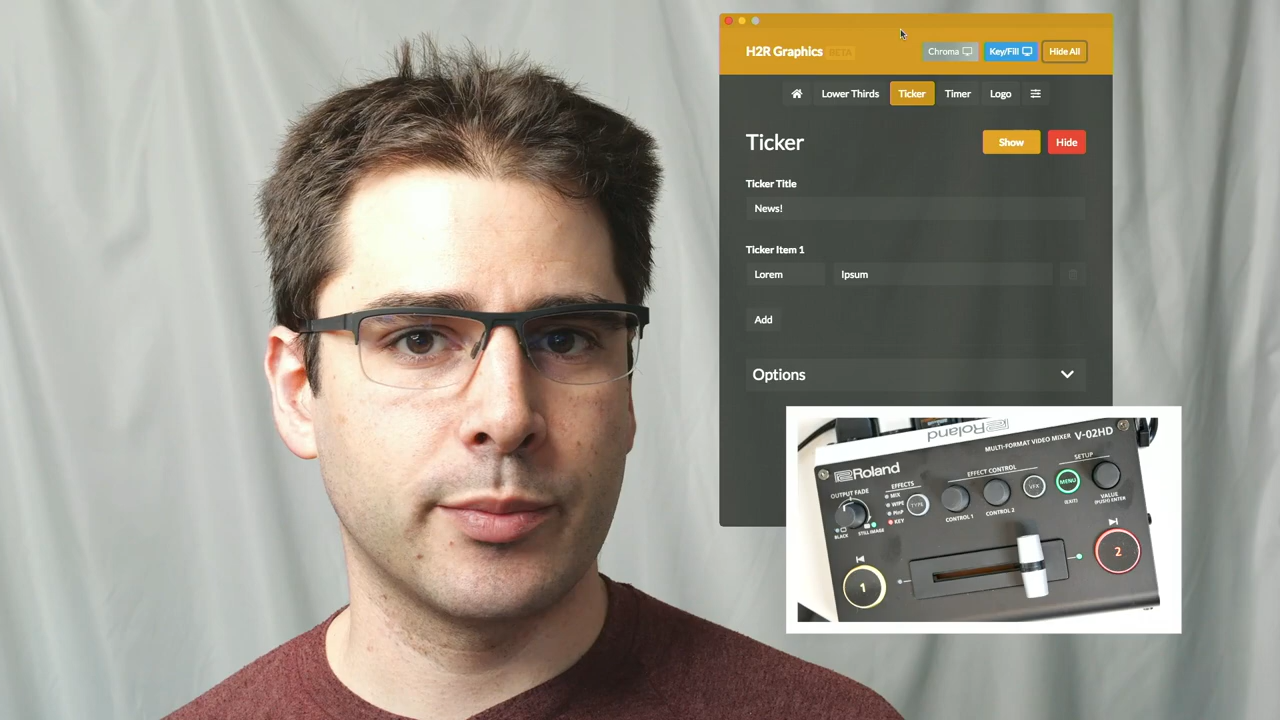 H2R Graphics BETA
Chroma
Key/Fill
Hide All
Lower Thirds
Ticker
Timer
Logo
Ticker
Show
Hide
Ticker Title
News!
Ticker Item 1
Lorem
Ipsum
Add
Options
Roland
MULTI-FORMAT VIDEO MIXER V-02HD
Roland
OUTPUT FADE
BLACK
STILL IMAGE
EFFECTS
MIX
WIPE
PinP
KEY
TYPE
EFFECT CONTROL
CONTROL 1
CONTROL 2
VFX
SETUP
MENU
(EXIT)
VALUE
(PUSH) ENTER
1
2